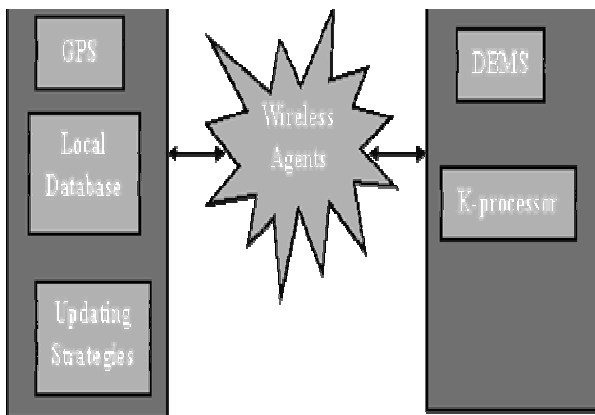 GPS
Local
Database
Updating
Strategies
Wireless
Agents
DEMS
K-processor